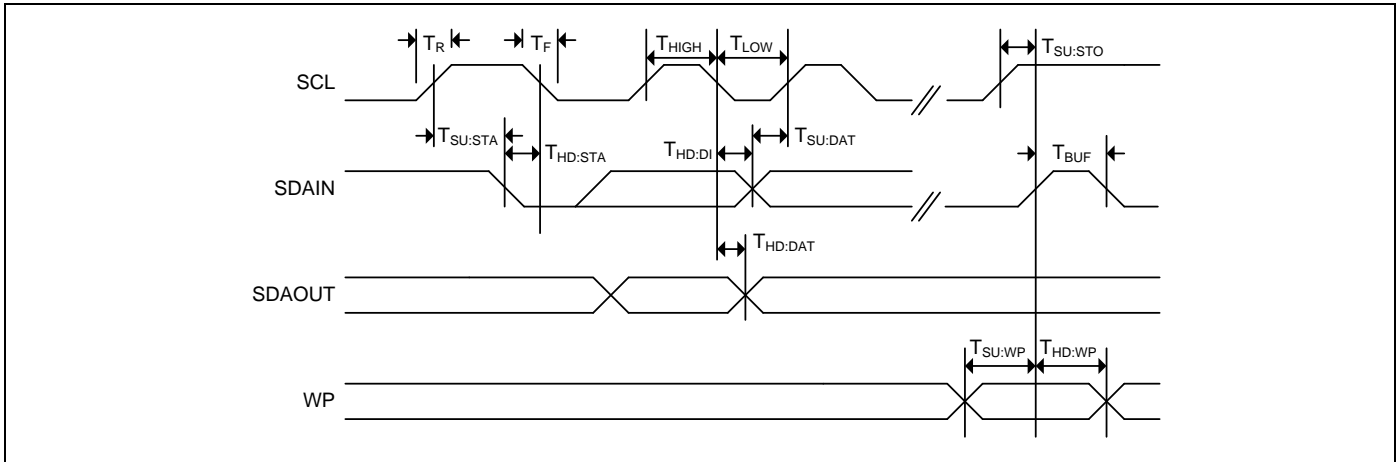 TR TF THIGH TLOW TSU:STO
SCL
TSU:STA THD:STA THD:DI TSU:DAT TBUF
SDAIN
THD:DAT
SDAOUT
TSU:WP THD:WP
WP